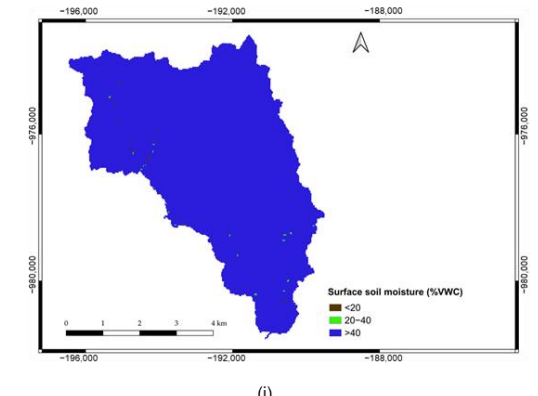 −196,000 −192,000 −188,000
−976,000 −976,000
−980,000 −980,000
Surface soil moisture (%VWC)
<20
20−40
>40
0 1 2 3 4 km
−196,000 −192,000 −188,000
(i)